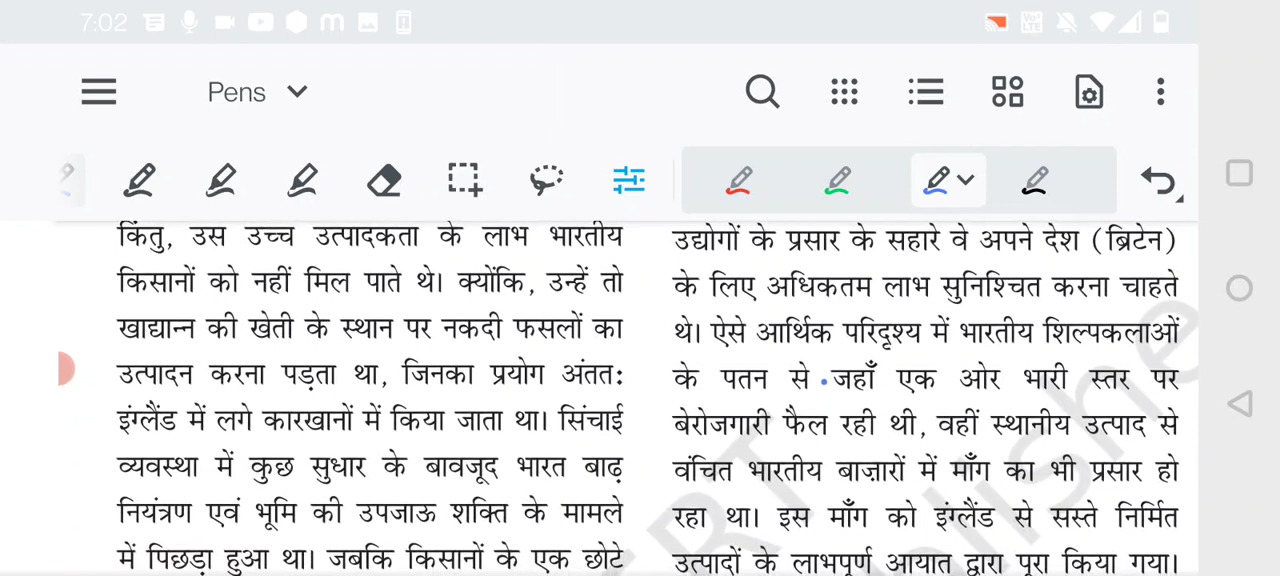 7:02
Pens
किंतु, उस उच्च उत्पादकता के लाभ भारतीय
किसानों को नहीं मिल पाते थे। क्योंकि, उन्हें तो
खाद्यान्न की खेती के स्थान पर नकदी फसलों का
उत्पादन करना पड़ता था, जिनका प्रयोग अंततः
इंग्लैंड में लगे कारखानों में किया जाता था। सिंचाई
व्यवस्था में कुछ सुधार के बावजूद भारत बाढ़
नियंत्रण एवं भूमि की उपजाऊ शक्ति के मामले
में पिछड़ा हुआ था। जबकि किसानों के एक छोटे
उद्योगों के प्रसार के सहारे वे अपने देश (ब्रिटेन)
के लिए अधिकतम लाभ सुनिश्चित करना चाहते
थे। ऐसे आर्थिक परिदृश्य में भारतीय शिल्पकलाओं
के पतन से जहाँ एक ओर भारी स्तर पर
बेरोजगारी फैल रही थी, वहीं स्थानीय उत्पाद से
वंचित भारतीय बाज़ारों में माँग का भी प्रसार हो
रहा था। इस माँग को इंग्लैंड से सस्ते निर्मित
उत्पादों के लाभपूर्ण आयात द्वारा पूरा किया गया।